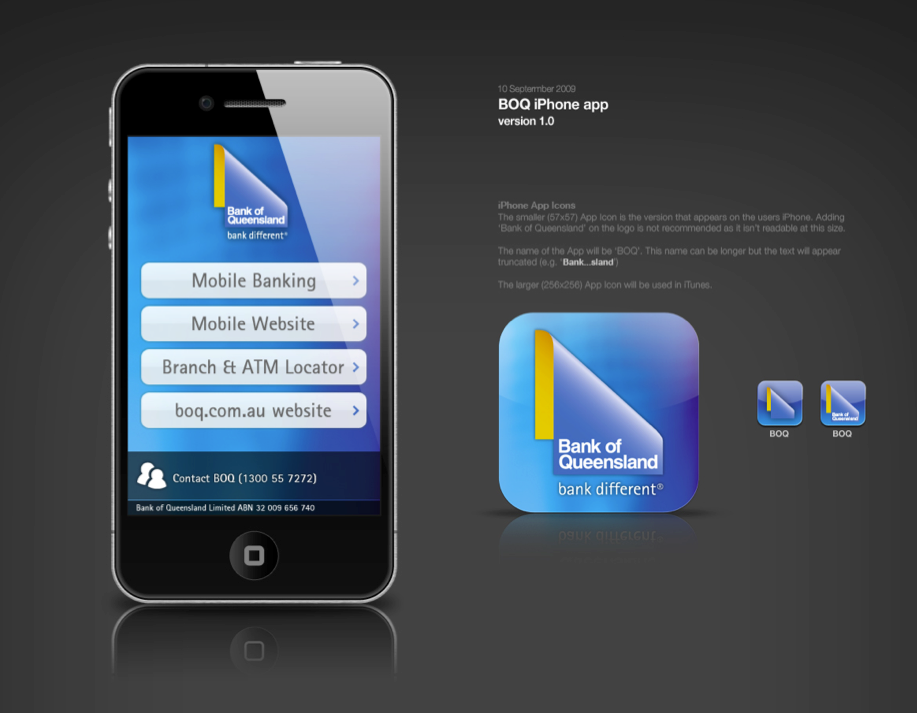 Bank of
Queensland
bank different®
Mobile Banking
Mobile Website
Branch & ATM Locator
boq.com.au website
Contact BOQ (1300 55 7272)
Bank of Queensland Limited ABN 32 009 656 740
10 September 2009
BOQ iPhone app
version 1.0
iPhone App Icons
The smaller (57x57) App Icon is the version that appears on the users iPhone. Adding
'Bank of Queensland' on the logo is not recommended as it isn't readable at this size.
The name of the App will be 'BOQ'. This name can be longer but the text will appear
truncated (e.g. 'Bank...sland')
The larger (256x256) App Icon will be used in iTunes.
Bank of
Queensland
bank different®
BOQ
Bank of
Queensland
BOQ